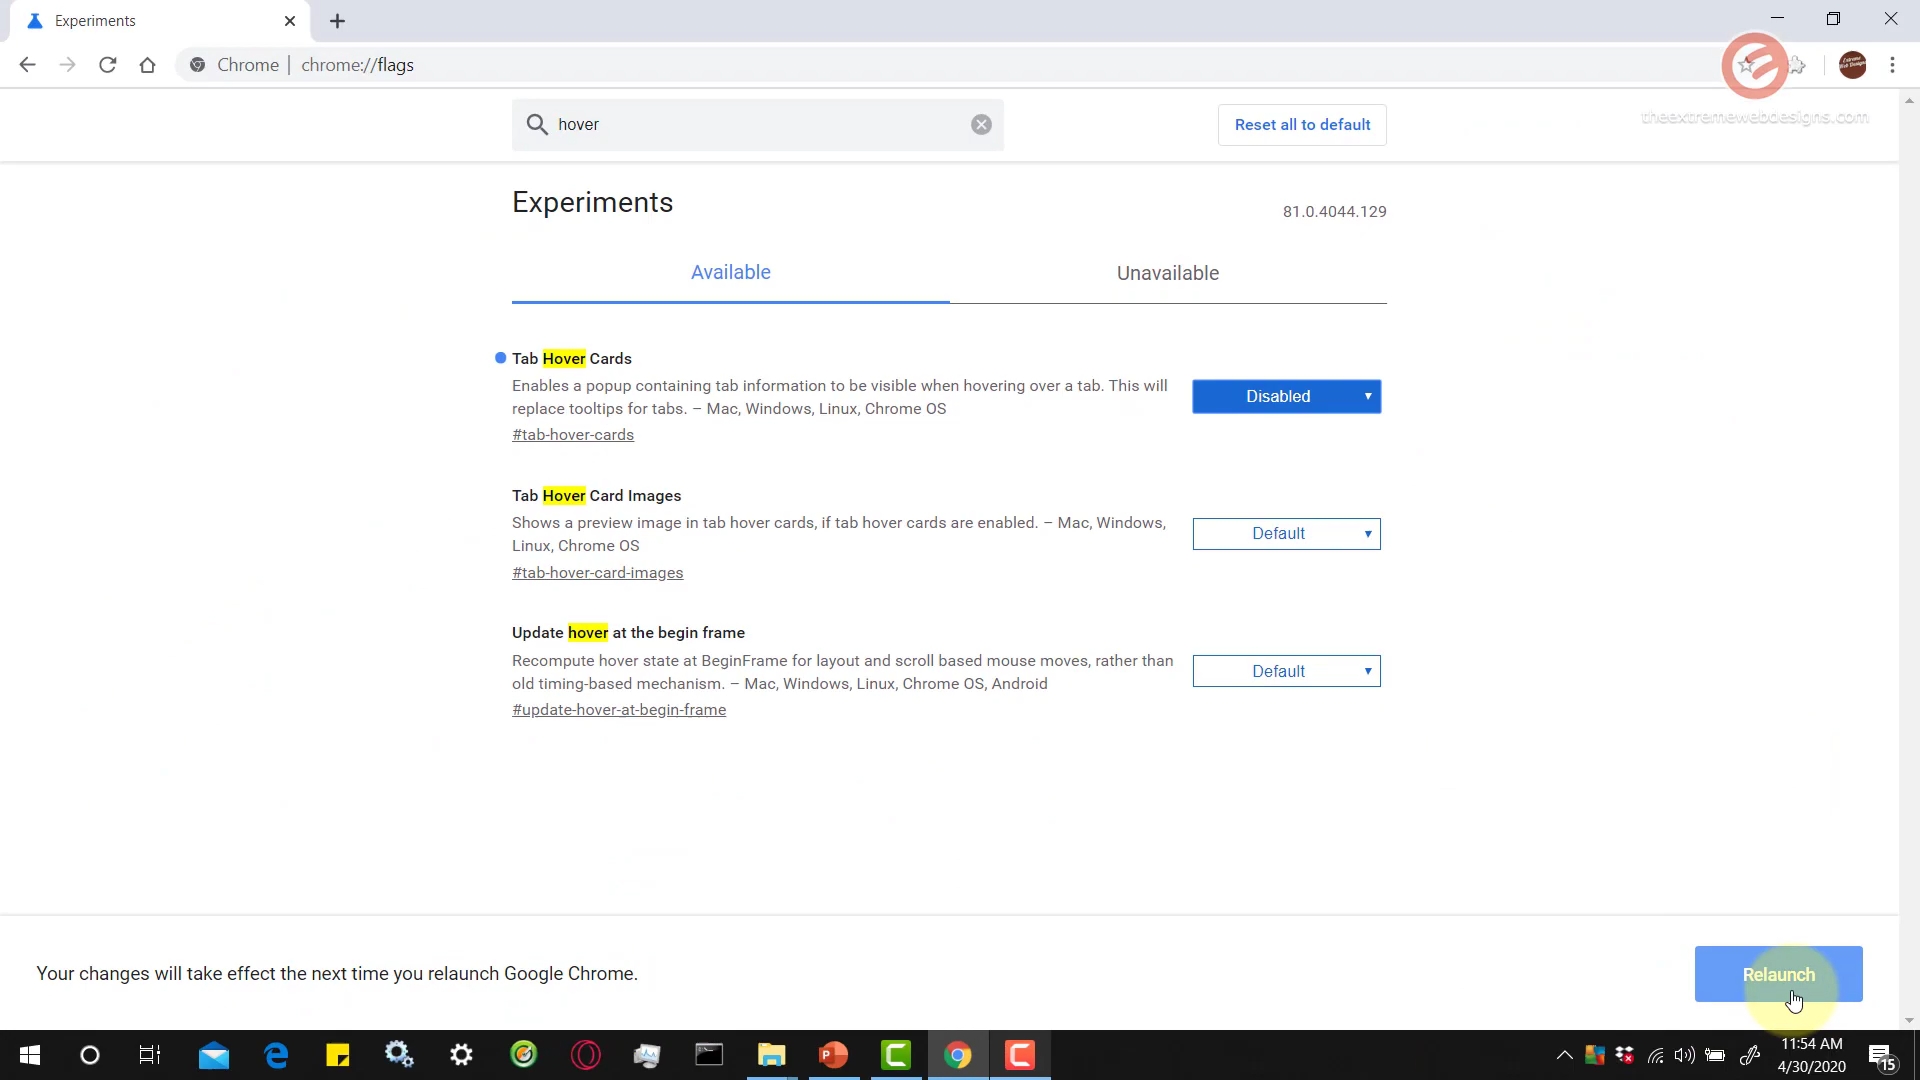 Experiments
Chrome | chrome://flags
theextremewebdesigns.com
hover
Reset all to default
Experiments
81.0.4044.129
Available
Unavailable
Tab Hover Cards
Enables a popup containing tab information to be visible when hovering over a tab. This will
replace tooltips for tabs. – Mac, Windows, Linux, Chrome OS
#tab-hover-cards
Disabled
Tab Hover Card Images
Shows a preview image in tab hover cards, if tab hover cards are enabled. – Mac, Windows,
Linux, Chrome OS
#tab-hover-card-images
Default
Update hover at the begin frame
Recompute hover state at BeginFrame for layout and scroll based mouse moves, rather than
old timing-based mechanism. – Mac, Windows, Linux, Chrome OS, Android
#update-hover-at-begin-frame
Default
Your changes will take effect the next time you relaunch Google Chrome.
Relaunch
11:54 AM
4/30/2020
15